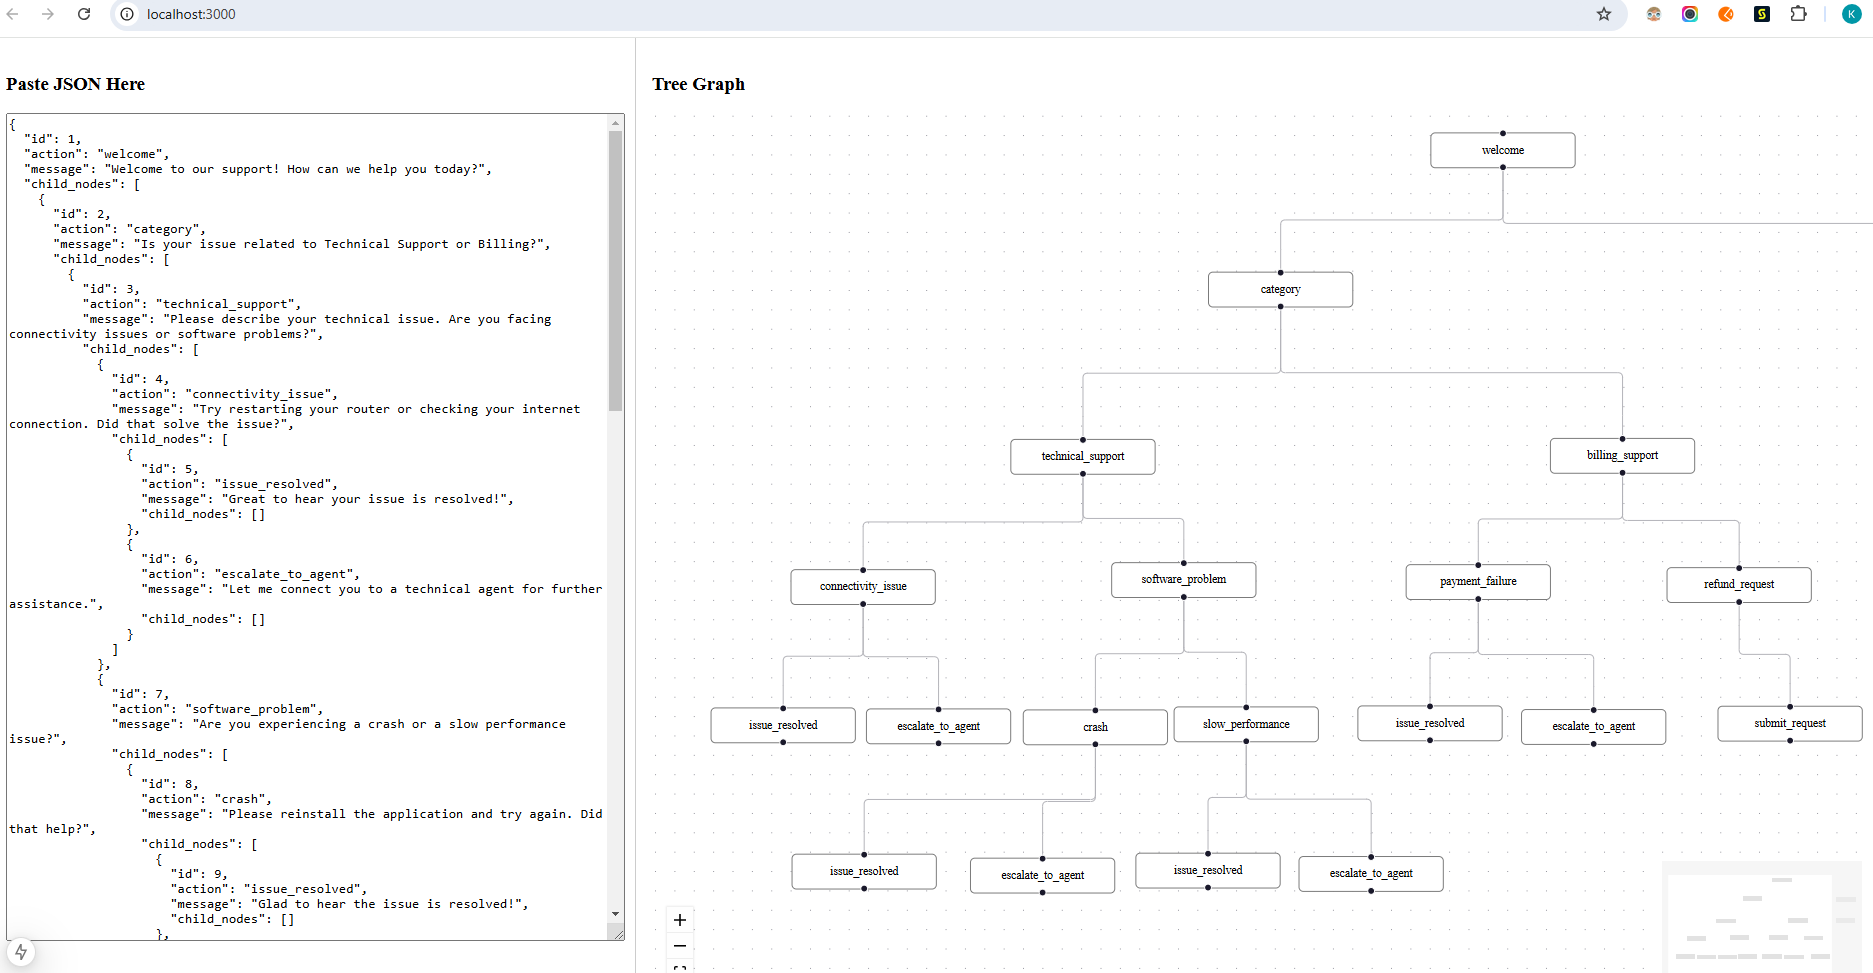 localhost:3000
K
Paste JSON Here
{
"id": 1,
"action": "welcome",
"message": "Welcome to our support! How can we help you today?",
"child_nodes": [
{
"id": 2,
"action": "category",
"message": "Is your issue related to Technical Support or Billing?",
"child_nodes": [
{
"id": 3,
"action": "technical_support",
"message": "Please describe your technical issue. Are you facing
connectivity issues or software problems?",
"child_nodes": [
{
"id": 4,
"action": "connectivity_issue",
"message": "Try restarting your router or checking your internet
connection. Did that solve the issue?",
"child_nodes": [
{
"id": 5,
"action": "issue_resolved",
"message": "Great to hear your issue is resolved!",
"child_nodes": []
},
{
"id": 6,
"action": "escalate_to_agent",
"message": "Let me connect you to a technical agent for further
assistance.",
"child_nodes": []
}
]
},
{
"id": 7,
"action": "software_problem",
"message": "Are you experiencing a crash or a slow performance
issue?",
"child_nodes": [
{
"id": 8,
"action": "crash",
"message": "Please reinstall the application and try again. Did
that help?",
"child_nodes": [
{
"id": 9,
"action": "issue_resolved",
"message": "Glad to hear the issue is resolved!",
"child_nodes": []
},
Tree Graph
welcome
category
technical_support
billing_support
connectivity_issue
software_problem
payment_failure
refund_request
issue_resolved
escalate_to_agent
crash
slow_performance
issue_resolved
escalate_to_agent
submit_request
issue_resolved
escalate_to_agent
issue_resolved
escalate_to_agent